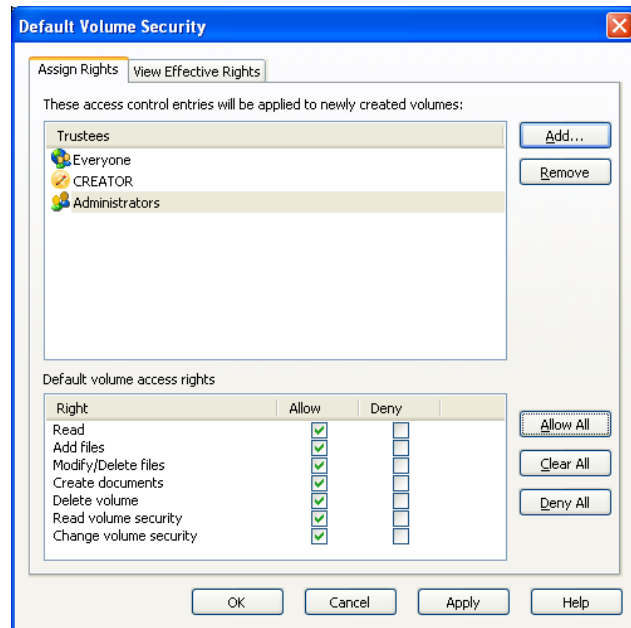 Default Volume Security
Assign Rights View Effective Rights
These access control entries will be applied to newly created volumes:
Trustees
Add...
Everyone
CREATOR
Remove
Administrators
Default volume access rights
Right Allow Deny
Allow All
Read
Add files
Modify/Delete files
Clear All
Create documents
Delete volume
Deny All
Read volume security
Change volume security
OK Cancel Apply Help